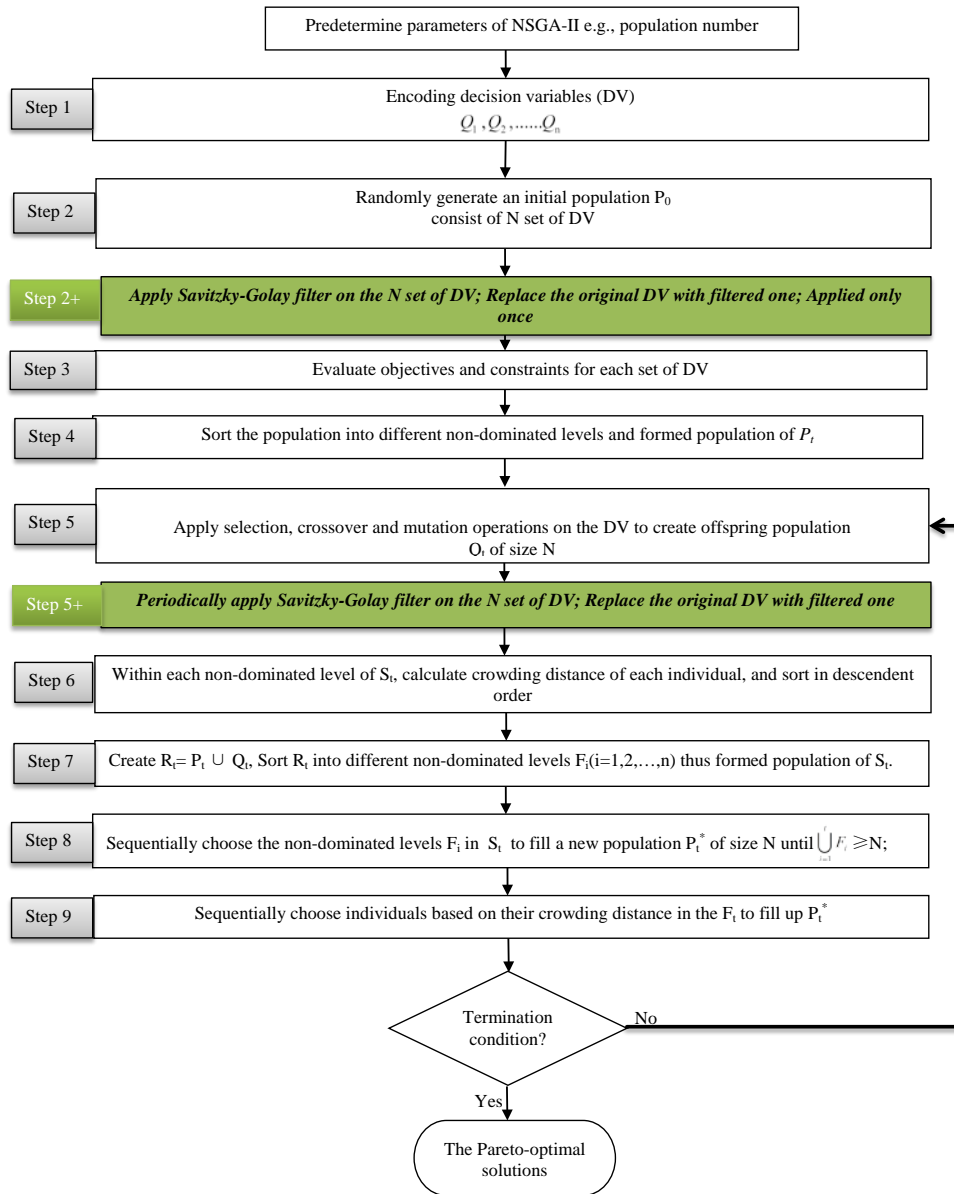 Predetermine parameters of NSGA-II e.g., population number
Step 1
Encoding decision variables (DV)
Q₁ ,Q₂ ,......Qₙ
Step 2
Randomly generate an initial population P₀
consist of N set of DV
Step 2+
Apply Savitzky-Golay filter on the N set of DV; Replace the original DV with filtered one; Applied only
once
Step 3
Evaluate objectives and constraints for each set of DV
Step 4
Sort the population into different non-dominated levels and formed population of Pₜ
Step 5
Apply selection, crossover and mutation operations on the DV to create offspring population
Qₜ of size N
Step 5+
Periodically apply Savitzky-Golay filter on the N set of DV; Replace the original DV with filtered one
Step 6
Within each non-dominated level of Sₜ, calculate crowding distance of each individual, and sort in descendent
order
Step 7
Create Rₜ= Pₜ ∪ Qₜ, Sort Rₜ into different non-dominated levels Fᵢ(i=1,2,…,n) thus formed population of Sₜ.
Step 8
Sequentially choose the non-dominated levels Fᵢ in Sₜ to fill a new population Pₜ* of size N until ⋃ F ≥N;
Step 9
Sequentially choose individuals based on their crowding distance in the Fₜ to fill up Pₜ*
Termination
condition?
No
Yes
The Pareto-optimal
solutions